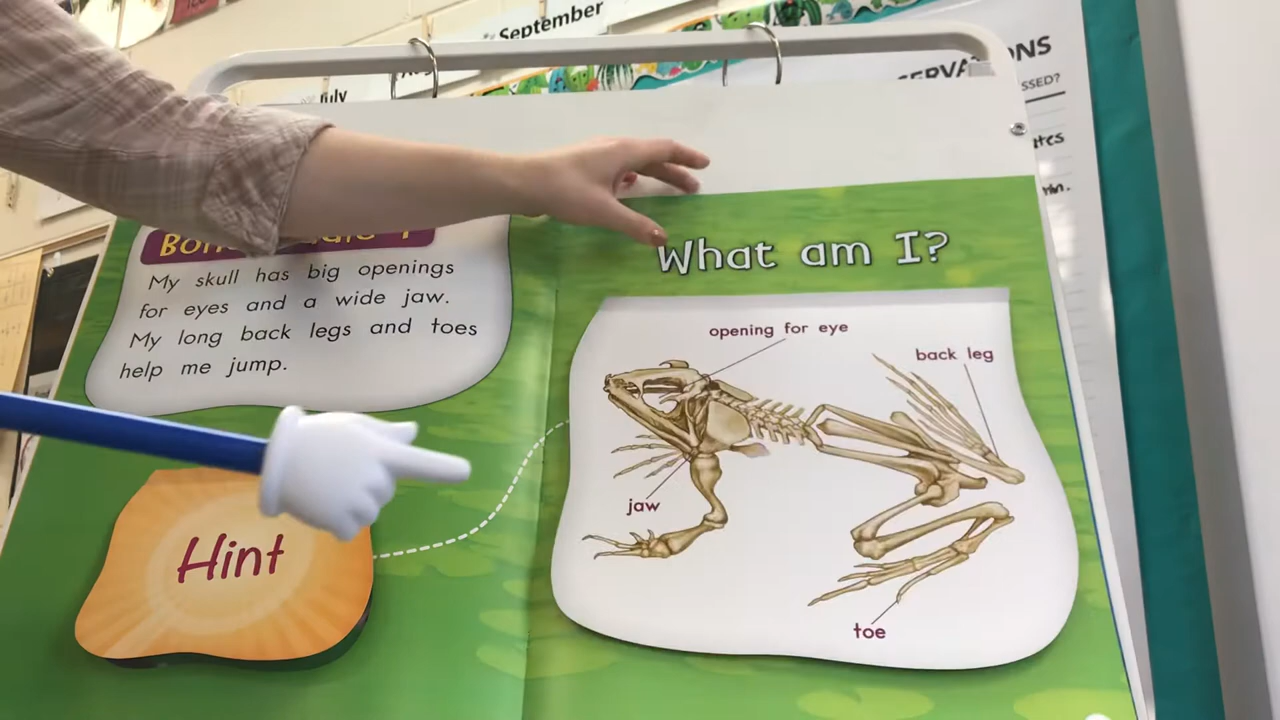 September
July
SSED?
My skull has big openings
for eyes and a wide jaw.
My long back legs and toes
help me jump.
Hint
What am I?
opening for eye
back leg
jaw
toe